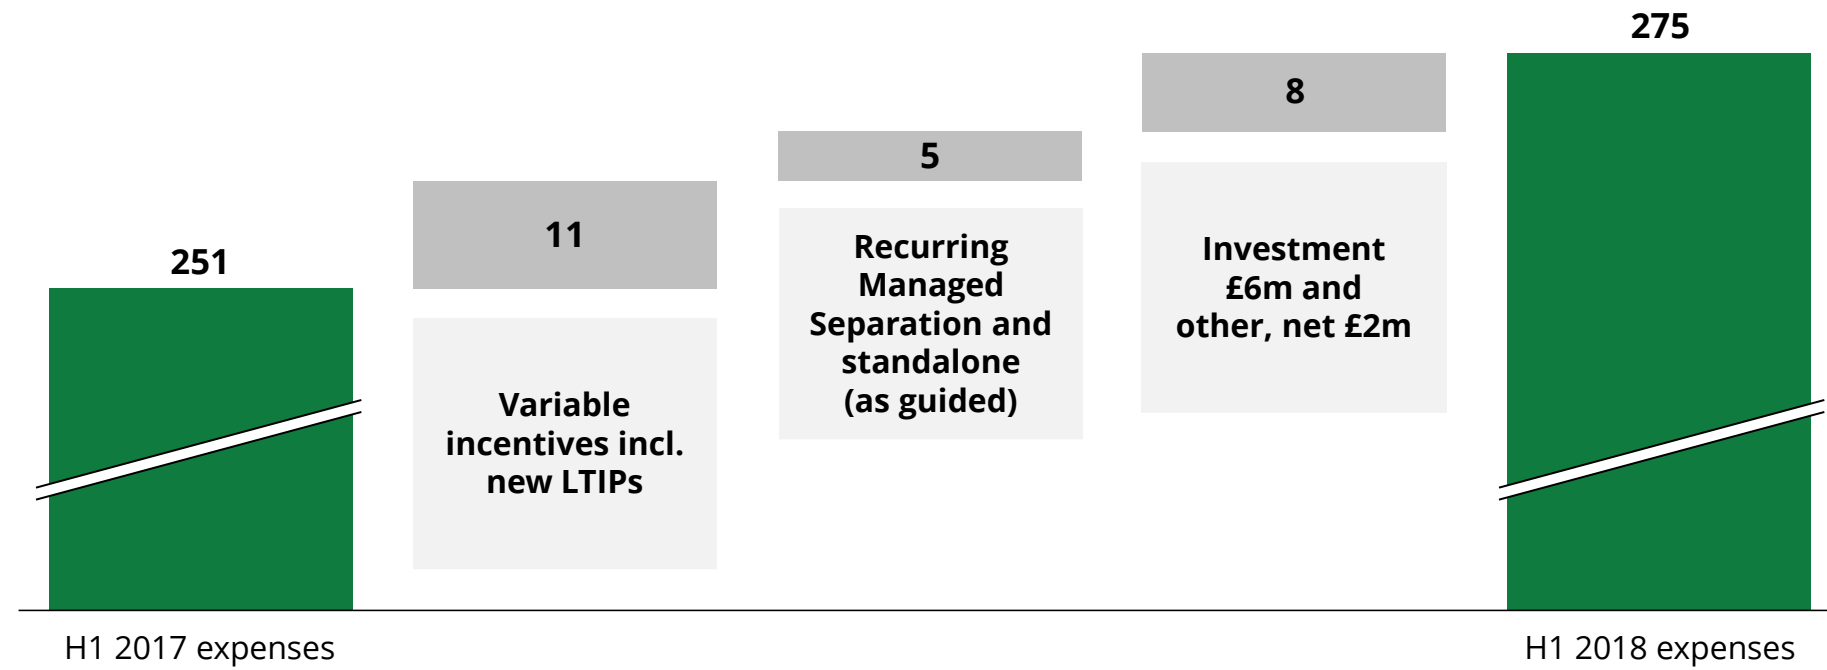 251
H1 2017 expenses
11
Variable
incentives incl.
new LTIPs
5
Recurring
Managed
Separation and
standalone
(as guided)
8
Investment
£6m and
other, net £2m
275
H1 2018 expenses